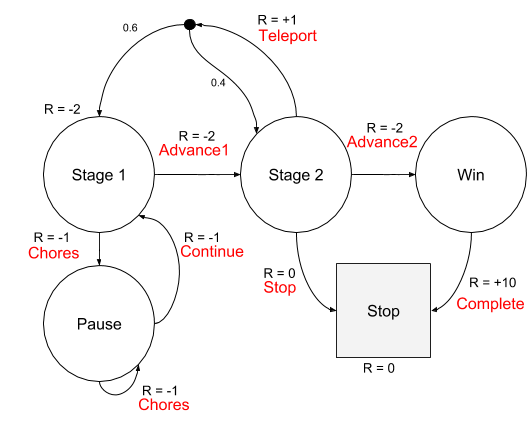 R = +1
Teleport
0.6
0.4
R = -2
R = -2
Advance1
R = -2
Advance2
Stage 1
Stage 2
Win
R = -1
Chores
R = -1
Continue
R = 0
Stop
R = +10
Complete
Stop
Pause
R = 0
R = -1
Chores